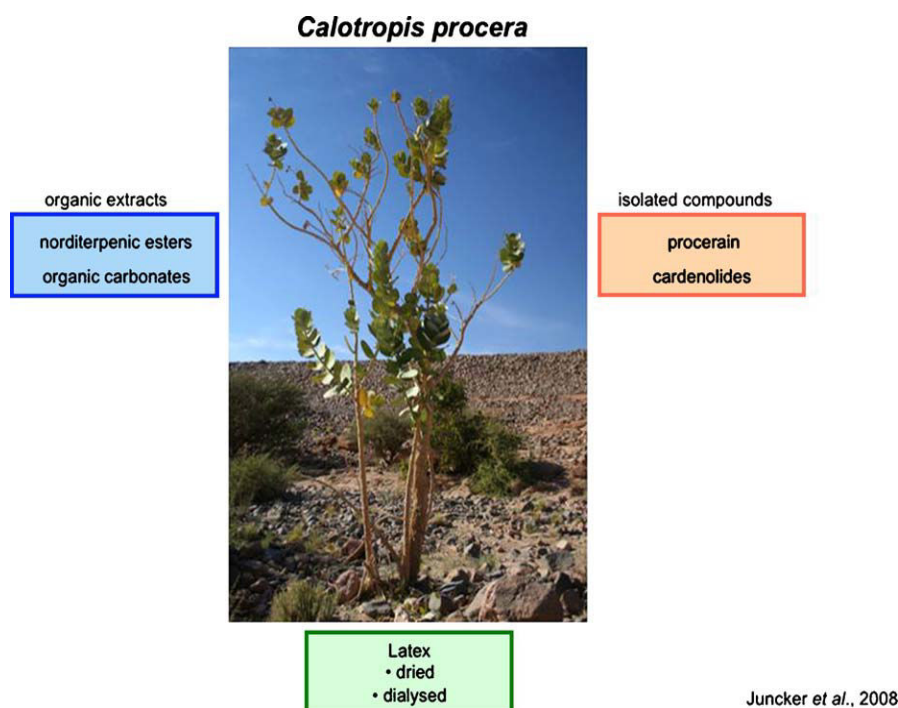 Calotropis procera
organic extracts
norditerpenic esters
organic carbonates
isolated compounds
procerain
cardenolides
Latex
• dried
• dialysed
Juncker et al., 2008